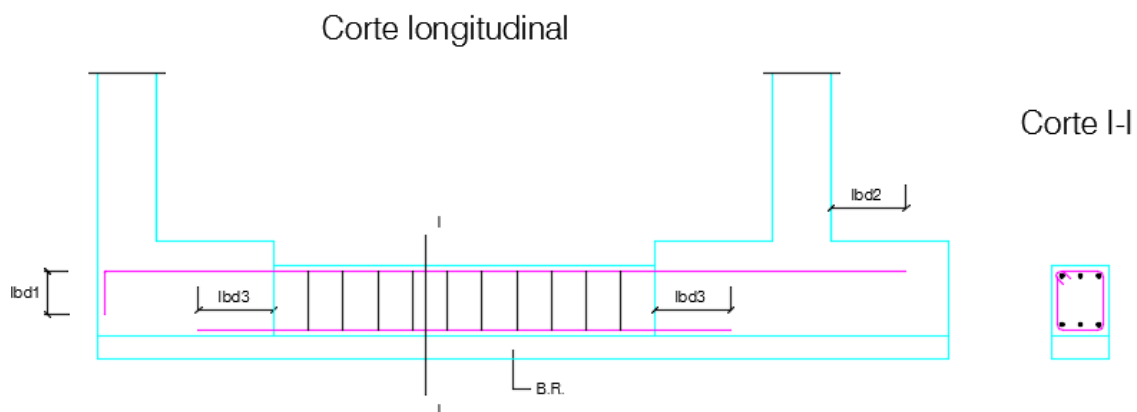 Corte longitudinal
Corte I-I
lbd2
I
lbd1
lbd3
lbd3
B.R.
I